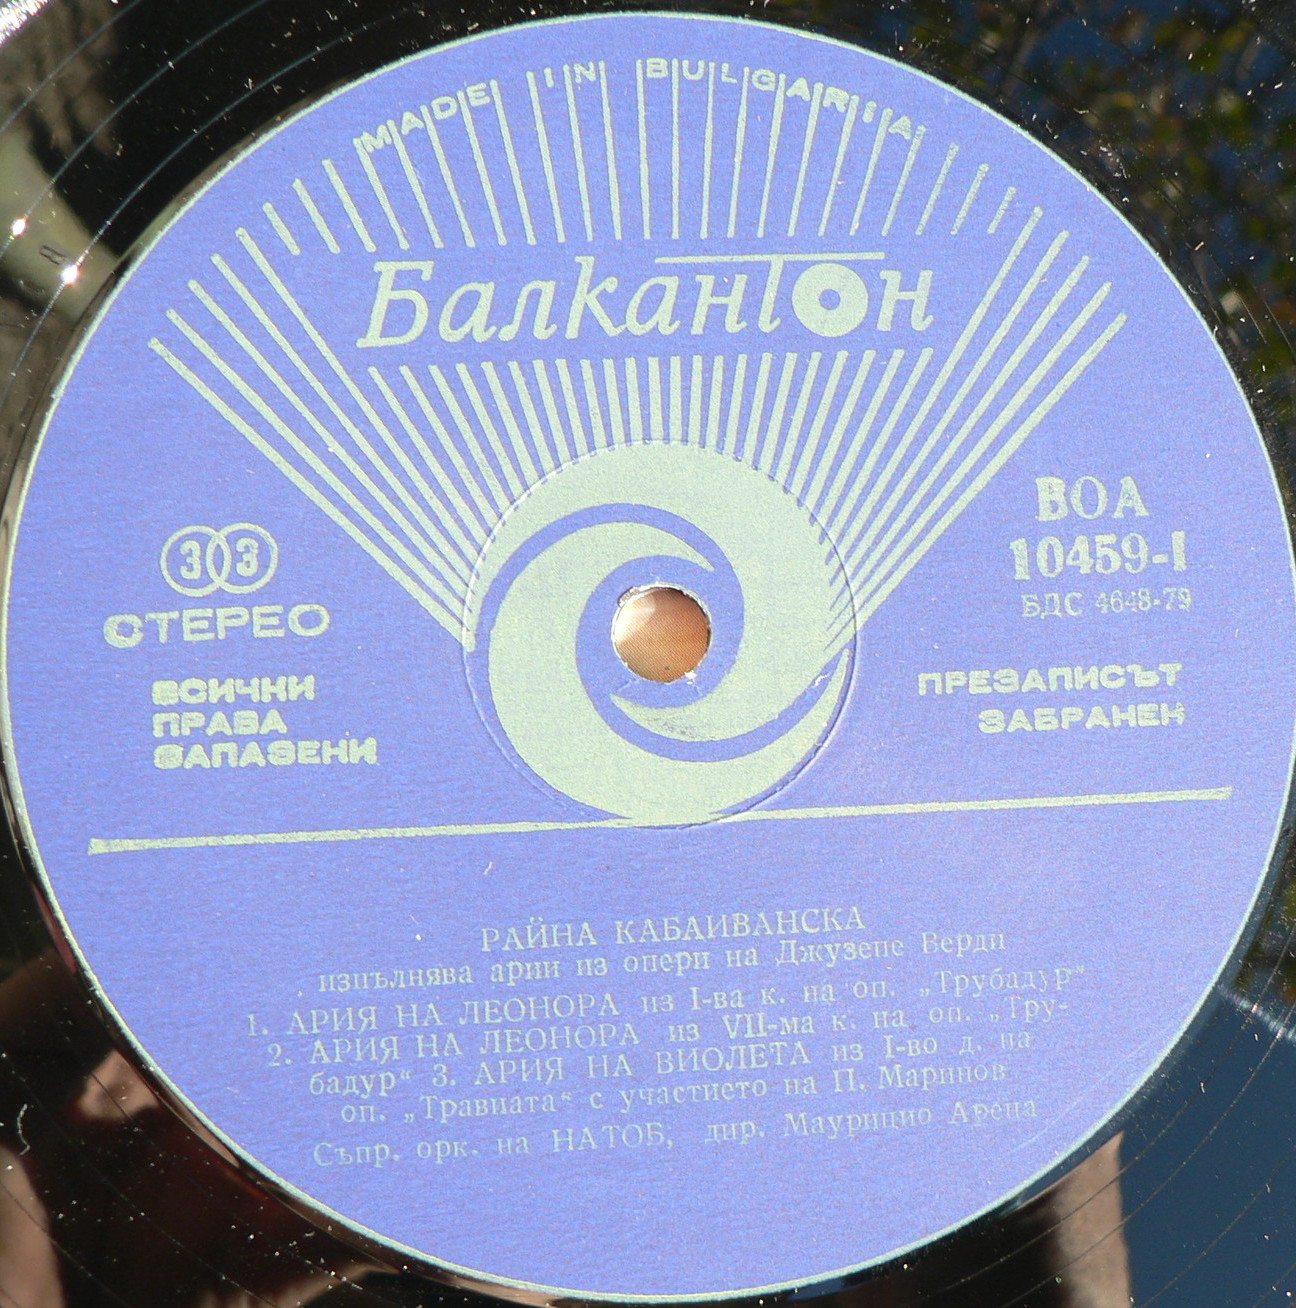 MADE IN BULGARIA
Балкантон
33
СТЕРЕО
ВСИЧКИ
ПРАВА
ЗАПАЗЕНИ
ВОА
10459-I
БДС 4648-79
ПРЕЗАПИСЪТ
ЗАБРАНЕН
РАЙНА КАБАИВАНСКА
изпълнява арии из опери на Джузепе Верди
1. АРИЯ НА ЛЕОНОРА из I-ва к. на оп. „Трубадур“
2. АРИЯ НА ЛЕОНОРА из VII-ма к. на оп. „Тру-
бадур“ 3. АРИЯ НА ВИОЛЕТА из I-во д. на
оп. „Травиата“ с участието на П. Маринов
Съпр. орк. на НАТОБ, дир. Маурицио Арена